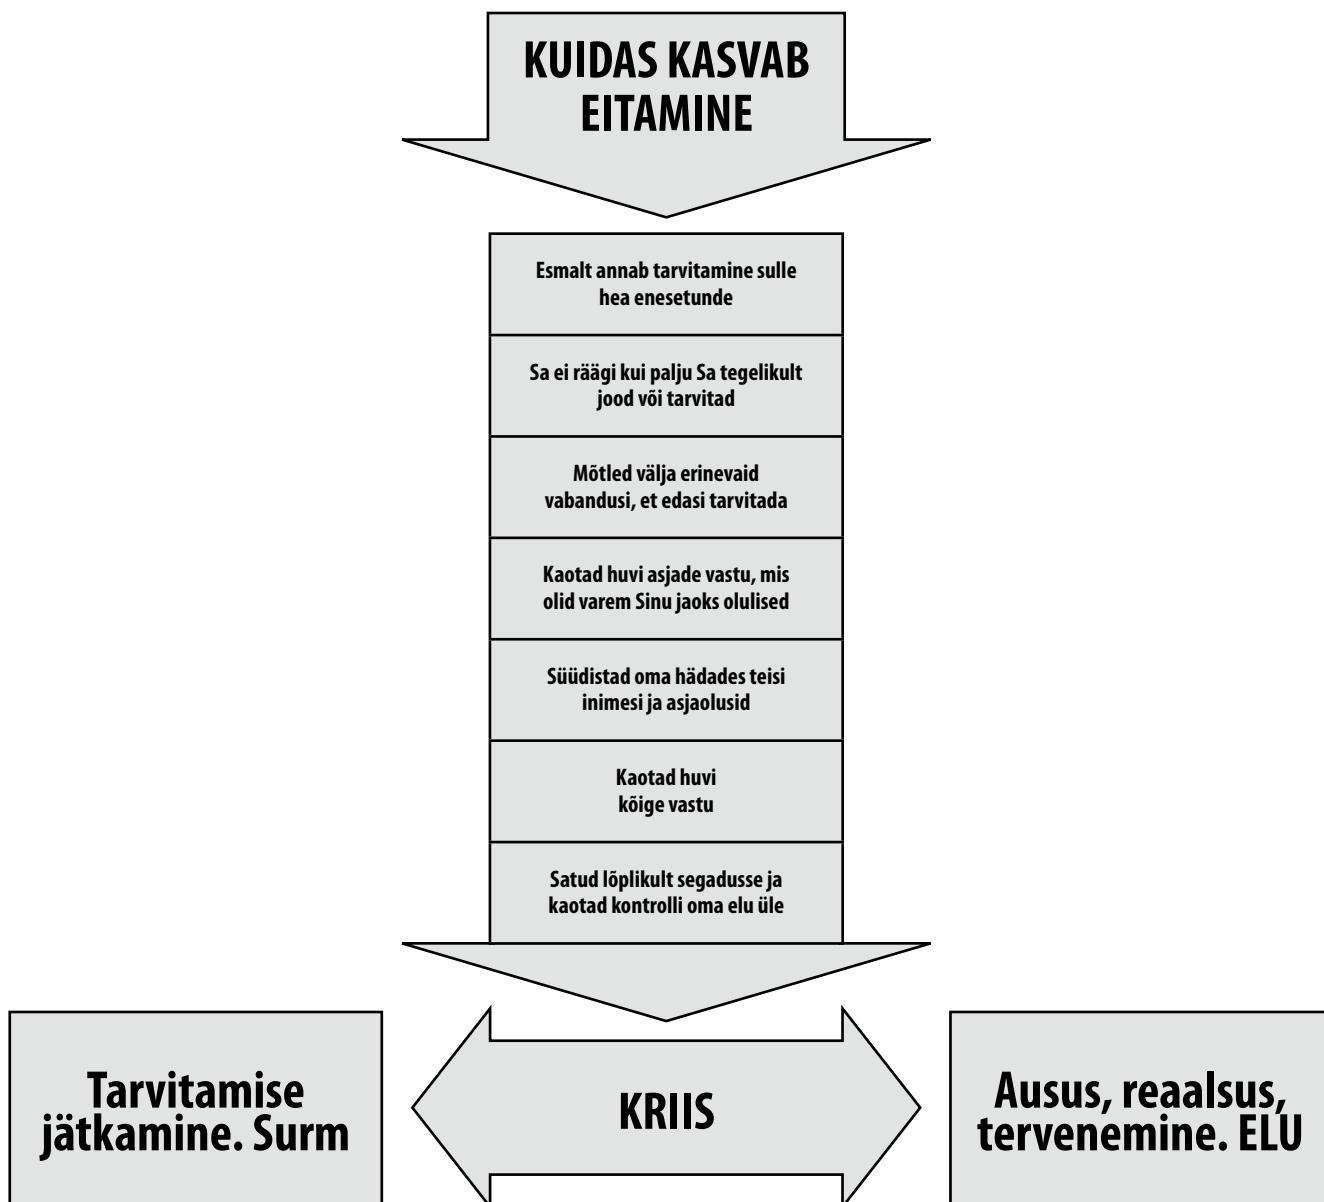 KUIDAS KASVAB
EITAMINE
Esmalt annab tarvitamine sulle
hea enesetunde
Sa ei räägi kui palju Sa tegelikult
jood või tarvitad
Mõtled välja erinevaid
vabandusi, et edasi tarvitada
Kaotad huvi asjade vastu, mis
olid varem Sinu jaoks olulised
Süüdistad oma hädades teisi
inimesi ja asjaolusid
Kaotad huvi
kõige vastu
Satud lõplikult segadusse ja
kaotad kontrolli oma elu üle
Tarvitamise
jätkamine. Surm
KRIIS
Ausus, reaalsus,
tervenemine. ELU